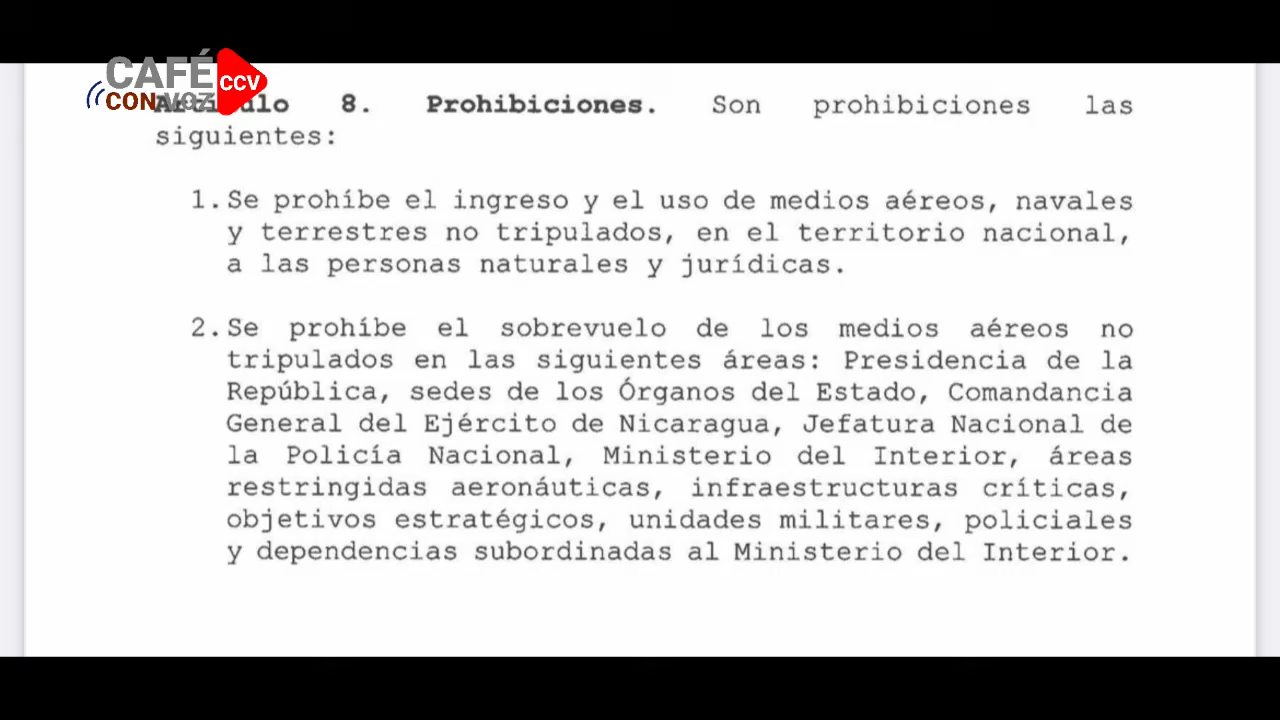 CAFÉ
CCV
CON VOZ
Artículo 8. Prohibiciones. Son prohibiciones las
siguientes:
1. Se prohíbe el ingreso y el uso de medios aéreos, navales
y terrestres no tripulados, en el territorio nacional,
a las personas naturales y jurídicas.
2. Se prohíbe el sobrevuelo de los medios aéreos no
tripulados en las siguientes áreas: Presidencia de la
República, sedes de los Órganos del Estado, Comandancia
General del Ejército de Nicaragua, Jefatura Nacional de
la Policía Nacional, Ministerio del Interior, áreas
restringidas aeronáuticas, infraestructuras críticas,
objetivos estratégicos, unidades militares, policiales
y dependencias subordinadas al Ministerio del Interior.